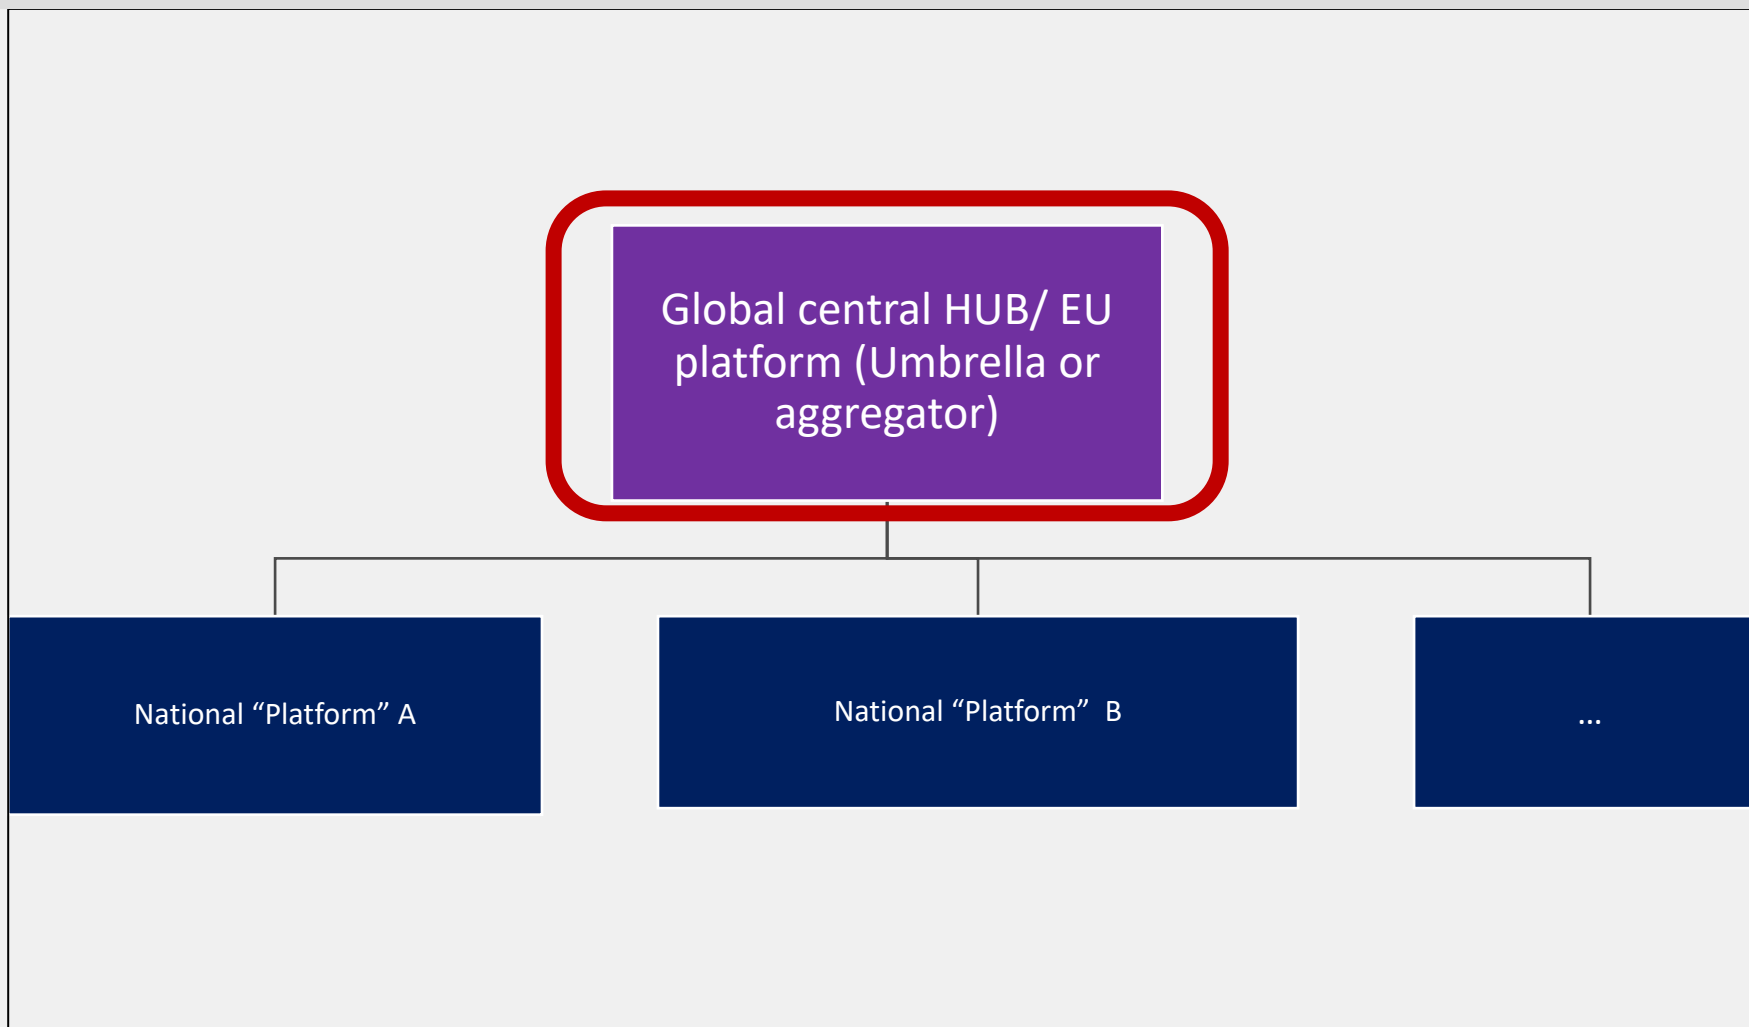 Global central HUB/ EU
platform (Umbrella or
aggregator)
National “Platform” A
National “Platform”  B
...